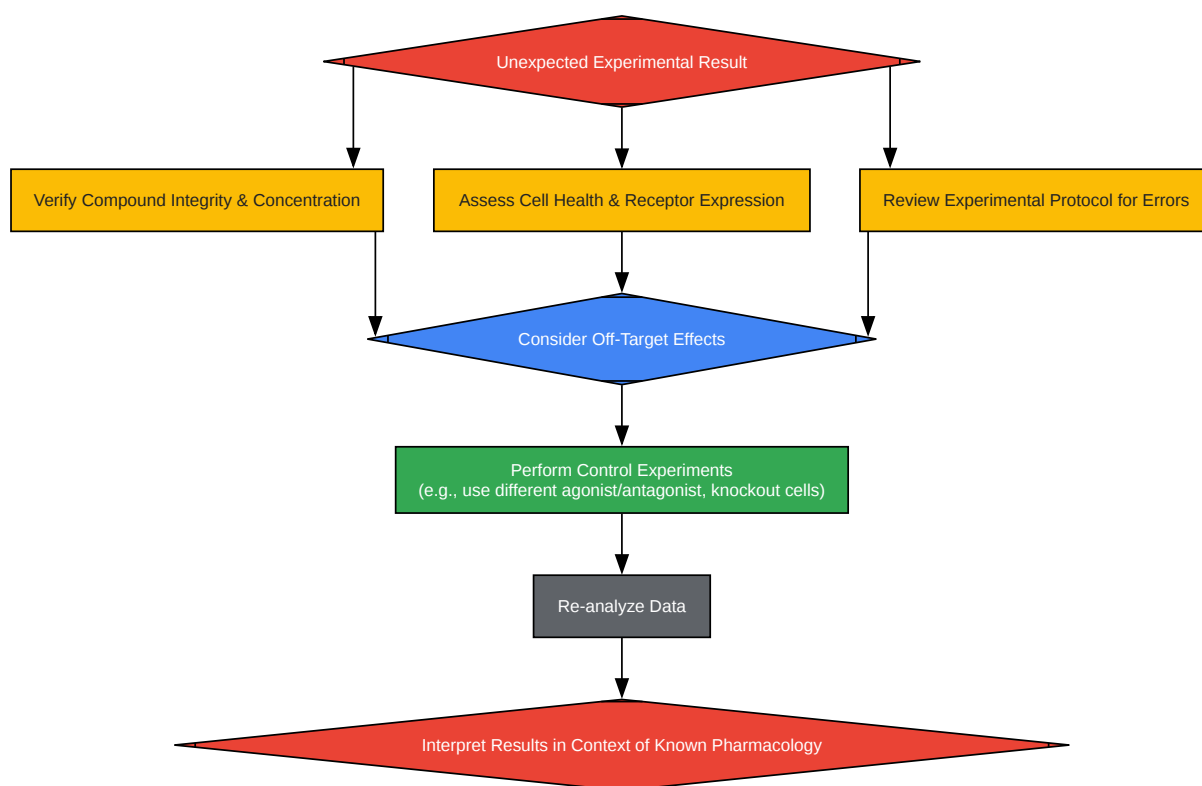 Unexpected Experimental Result
Verify Compound Integrity & Concentration
Assess Cell Health & Receptor Expression
Review Experimental Protocol for Errors
Consider Off-Target Effects
Perform Control Experiments
(e.g., use different agonist/antagonist, knockout cells)
Re-analyze Data
Interpret Results in Context of Known Pharmacology